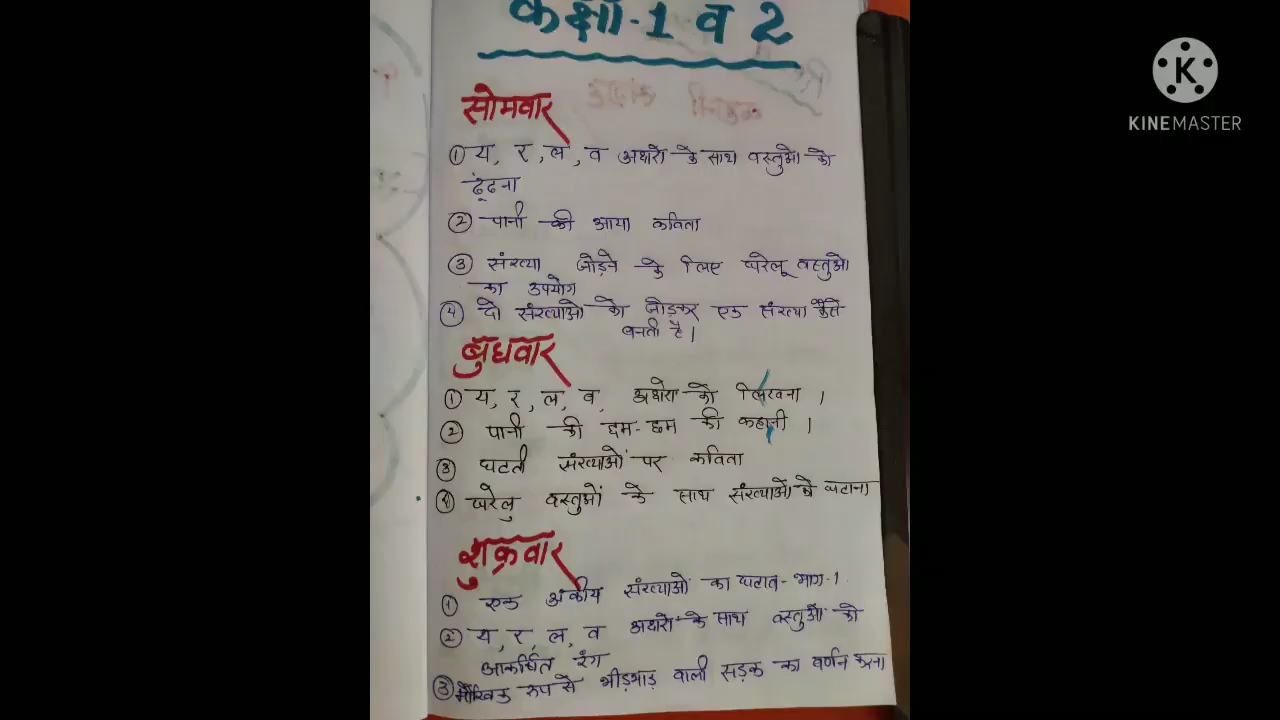 कक्षा-1 व 2
KINEMASTER
सोमवार
① य, र, ल, व अक्षरो के साथ वस्तुओ को
ढूंढना
② पानी की आया कविता
③ संख्या जोड़ने के लिए घरेलू वस्तुओ
का उपयोग
④ दो संख्याओ को जोड़कर एक संख्या कैसे
बनती है।
बुधवार
① य, र, ल, व, अक्षरो को लिखना ।
② पानी की छम-छम की कहानी ।
③ घटती संख्याओं पर कविता
④ घरेलु वस्तुओं के साथ संख्याओं घटाना
शुक्रवार
① एक अंकीय संख्याओं का घटाव-भाग-1.
② य, र, ल, व अक्षरो के साथ वस्तुओ को
आकर्षित रंग
③ मौखिक रुप से भीड़भाड़ वाली सड़क का वर्णन करना